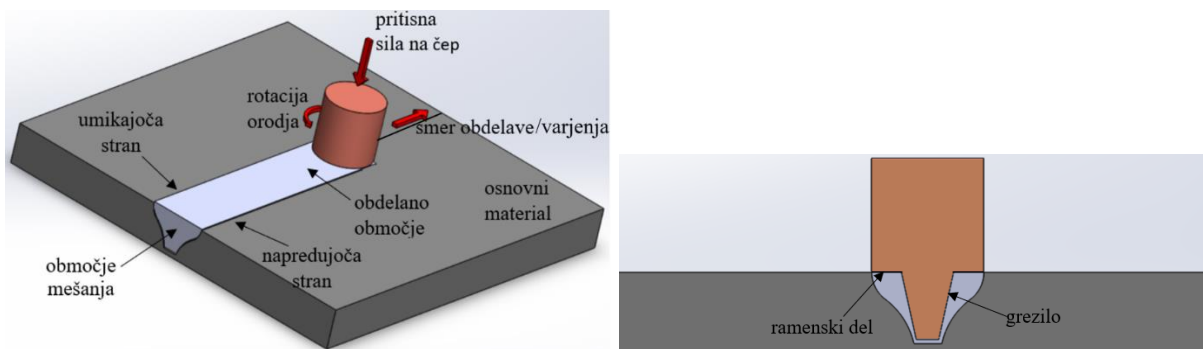 pritisna
sila na čep
rotacija
orodja
umikajoča
stran
smer obdelave/varjenja
obdelano
območje
osnovni
material
napredujoča
stran
območje
mešanja
ramenski del
grezilo